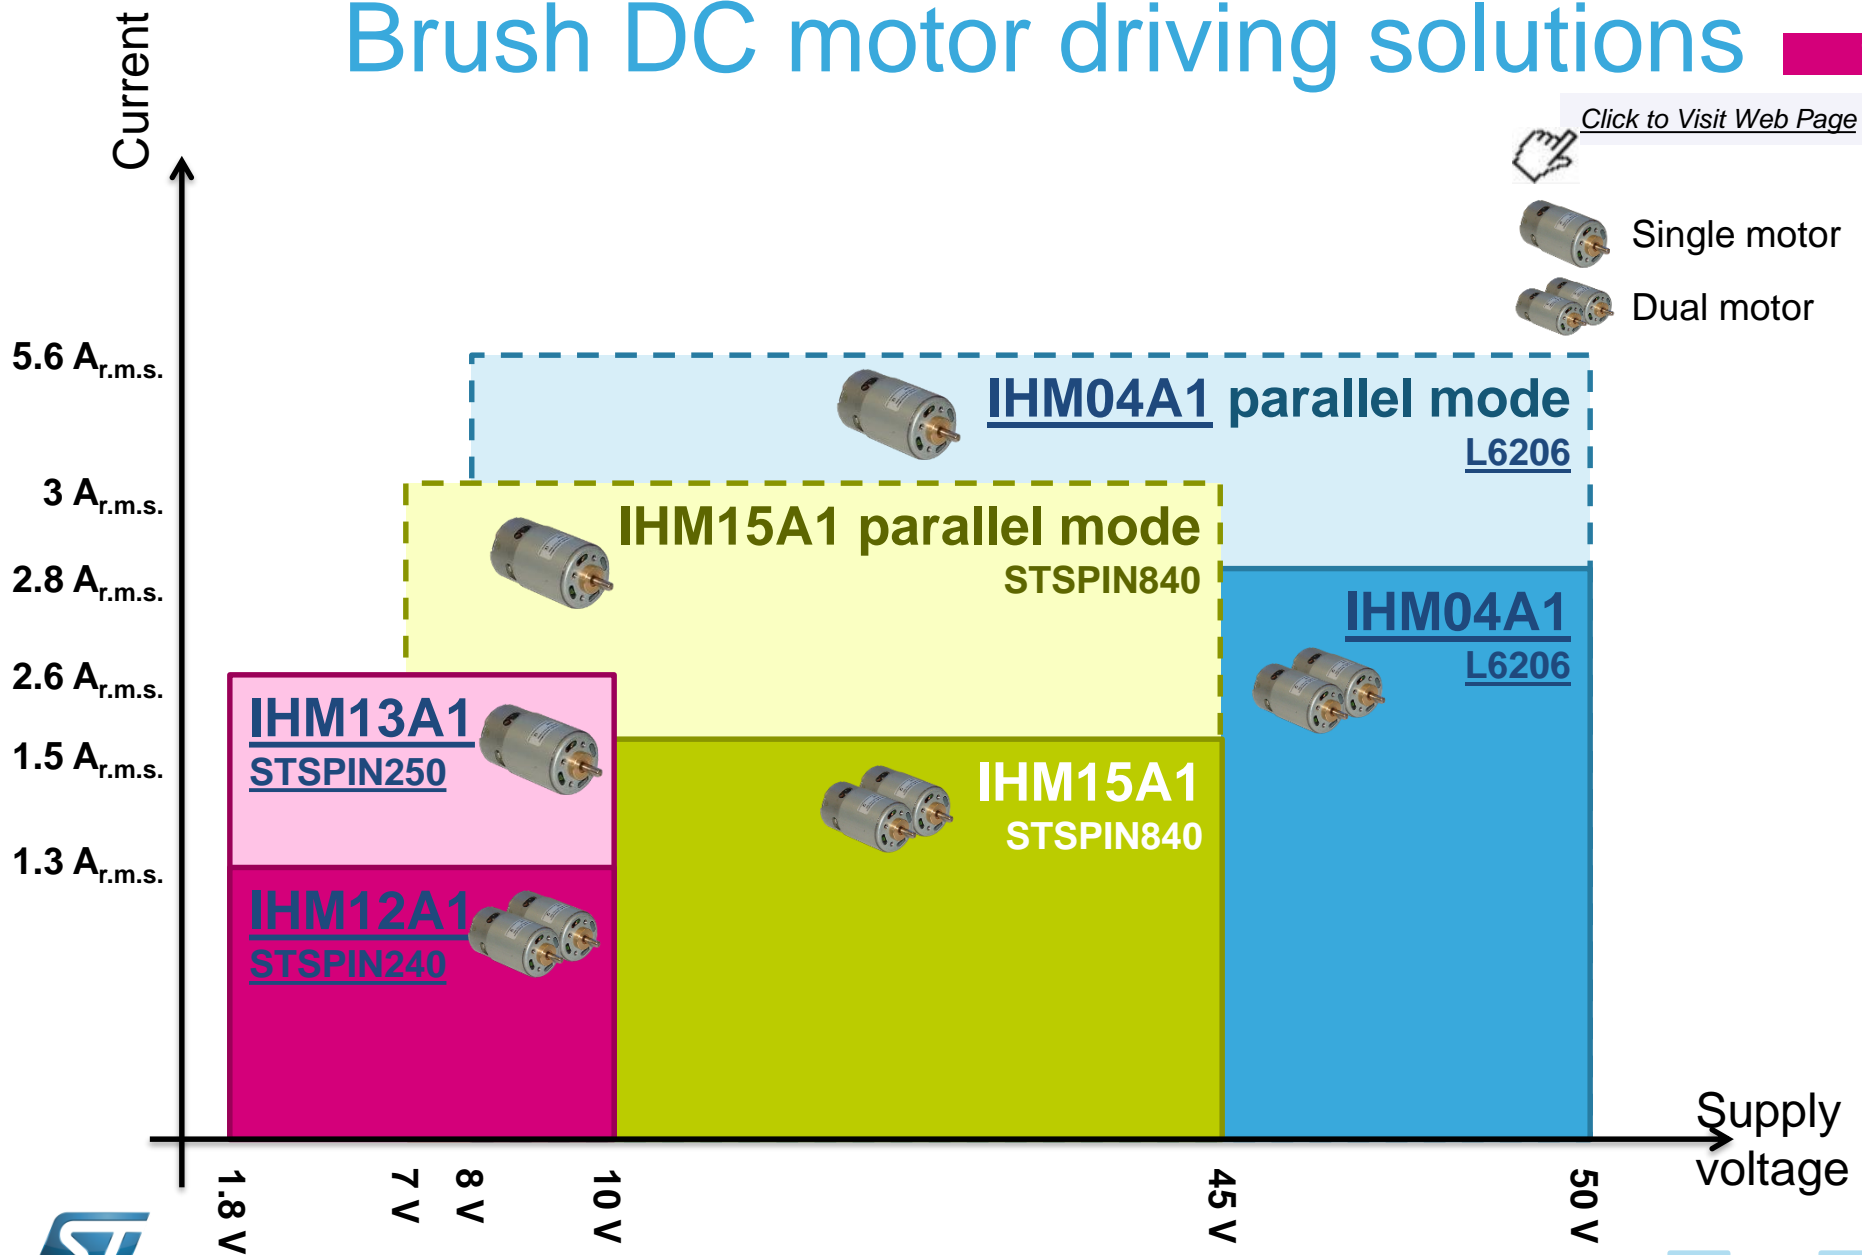 Brush DC motor driving solutions
Current
Click to Visit Web Page
Single motor
Dual motor
5.6 Ar.m.s.
3 Ar.m.s.
2.8 Ar.m.s.
2.6 Ar.m.s.
1.5 Ar.m.s.
1.3 Ar.m.s.
IHM04A1 parallel mode
L6206
IHM15A1 parallel mode
STSPIN840
IHM04A1
L6206
IHM13A1
STSPIN250
IHM15A1
STSPIN840
IHM12A1
STSPIN240
Supply
voltage
1.8 V
7 V
8 V
10 V
45 V
50 V
ST